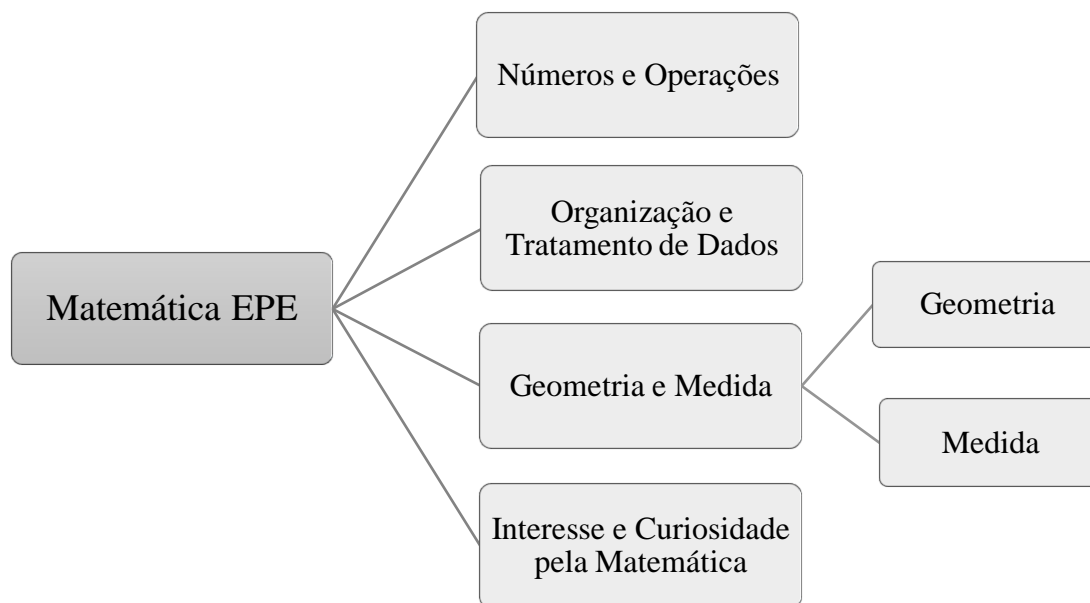 Matemática EPE
Números e Operações
Organização e
Tratamento de Dados
Geometria e Medida
Interesse e Curiosidade
pela Matemática
Geometria
Medida